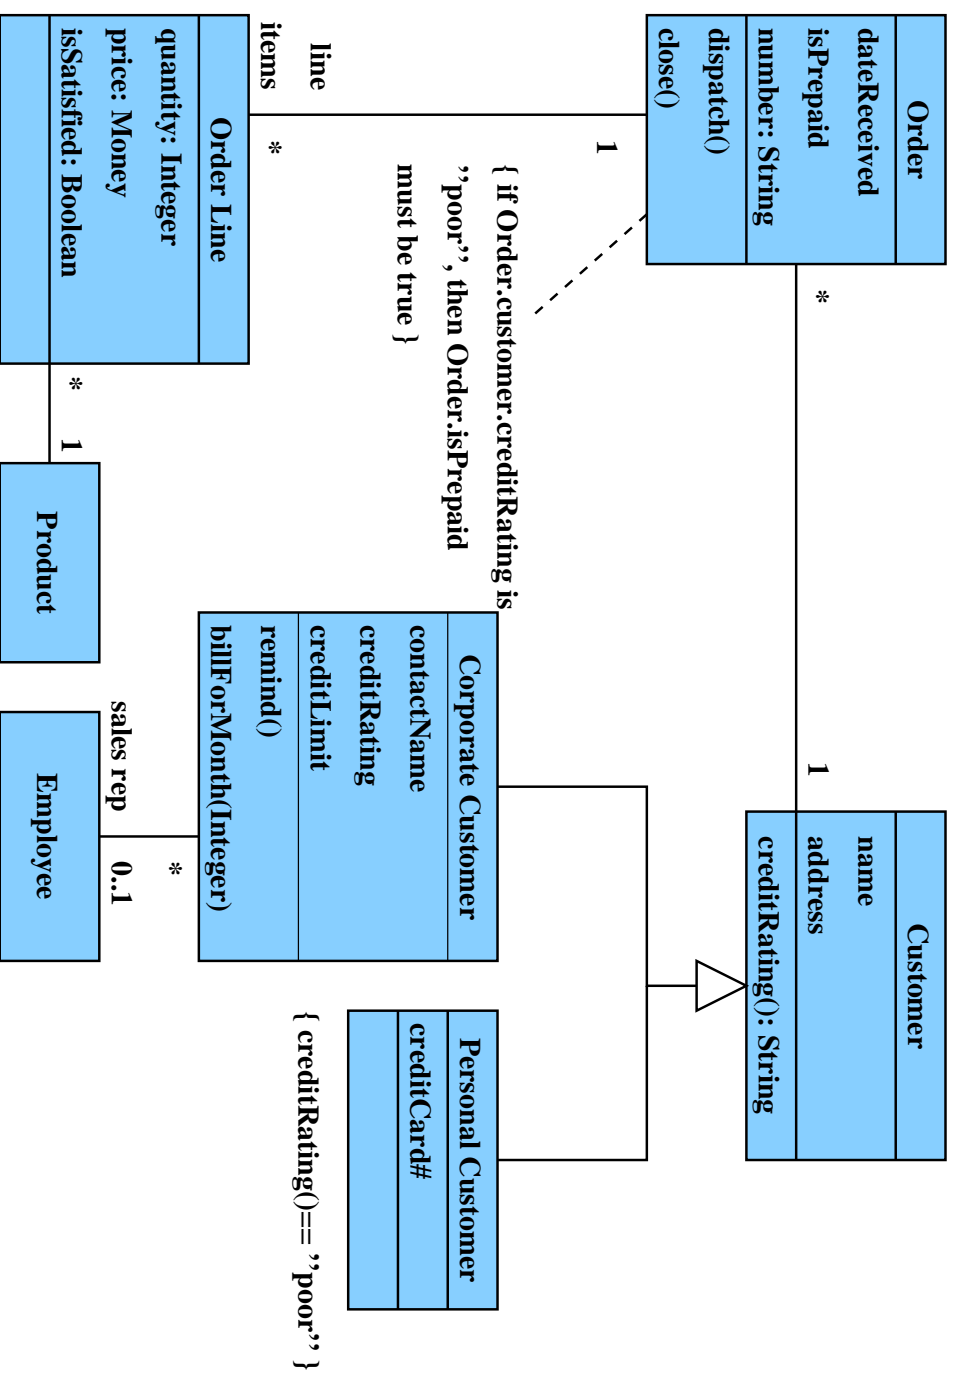 Order
dateReceived
isPrepaid
number: String
dispatch()
close()
*
1
Customer
name
address
creditRating(): String
1
{ if Order.customer.creditRating is
”poor”, then Order.isPrepaid
must be true }
line
items
*
Order Line
quantity: Integer
price: Money
isSatisfied: Boolean
*
1
Product
Corporate Customer
contactName
creditRating
creditLimit
remind()
billForMonth(Integer)
*
sales rep
0..1
Employee
Personal Customer
creditCard#
{ creditRating()== ”poor” }